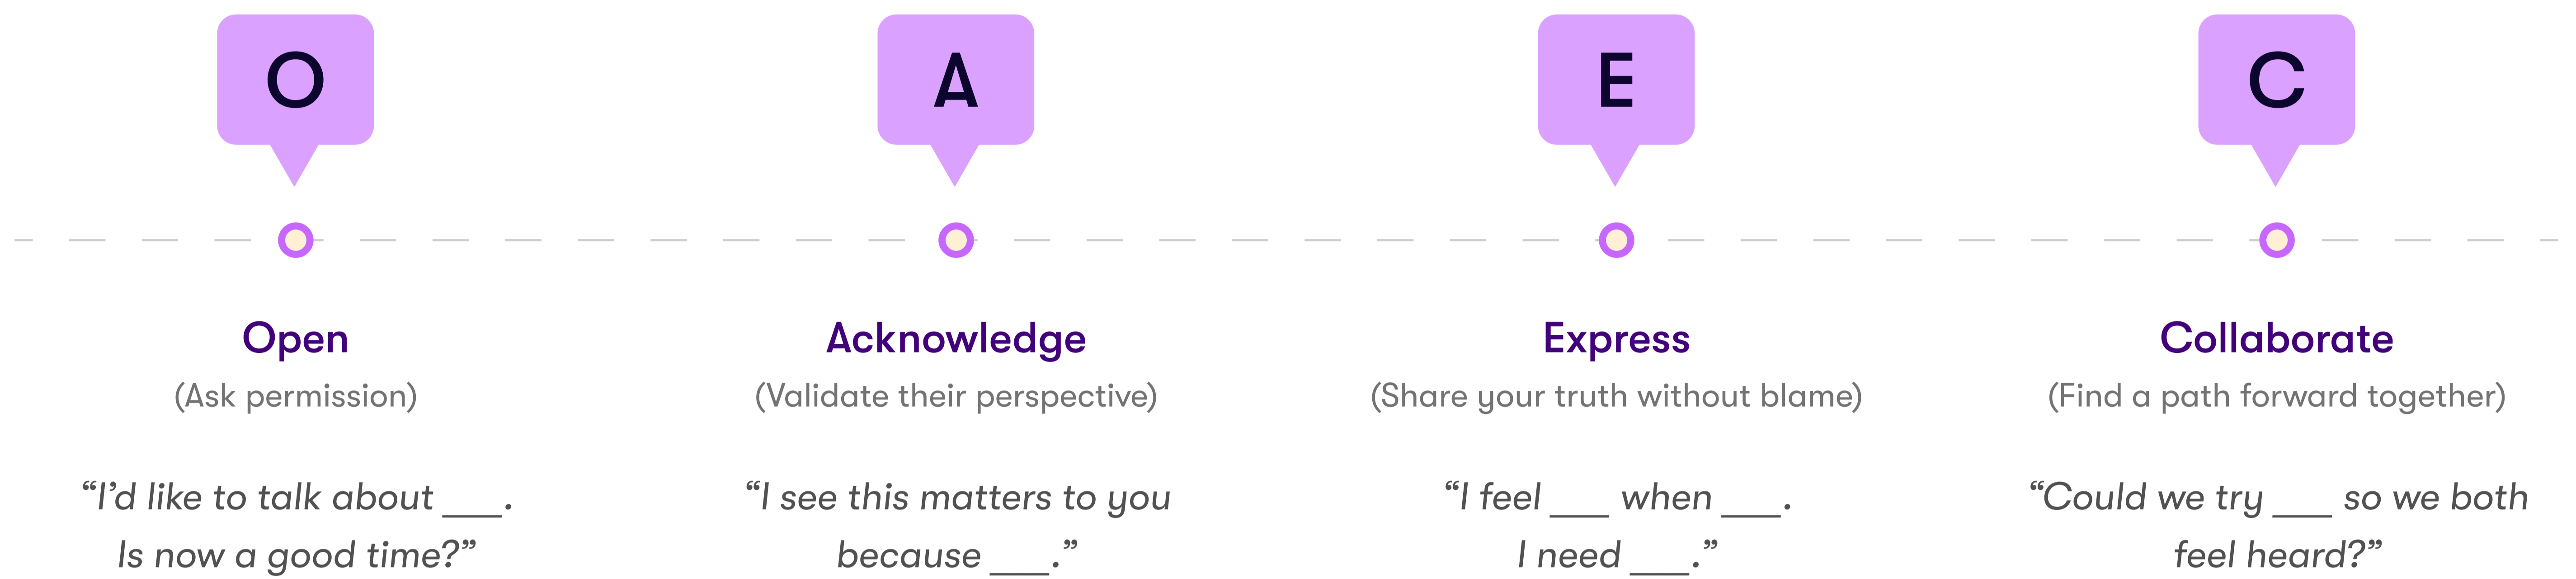 O
A
E
C
Open
(Ask permission)
“I’d like to talk about ___.
Is now a good time?”
Acknowledge
(Validate their perspective)
“I see this matters to you
because ___.”
Express
(Share your truth without blame)
“I feel ___ when ___.
I need ___.”
Collaborate
(Find a path forward together)
“Could we try ___ so we both
feel heard?”